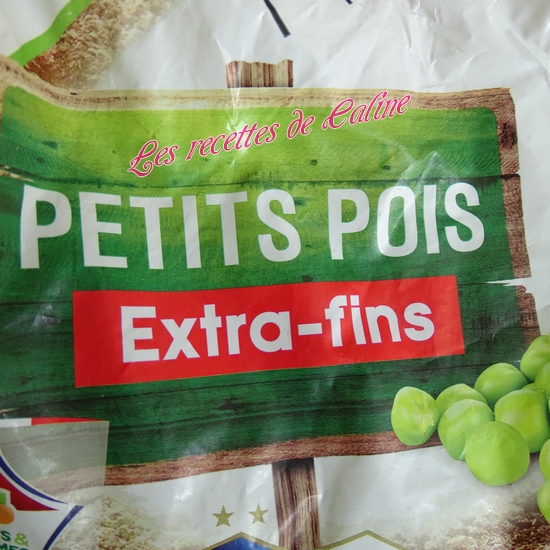 Les recettes de Caline
PETITS POIS
Extra-fins